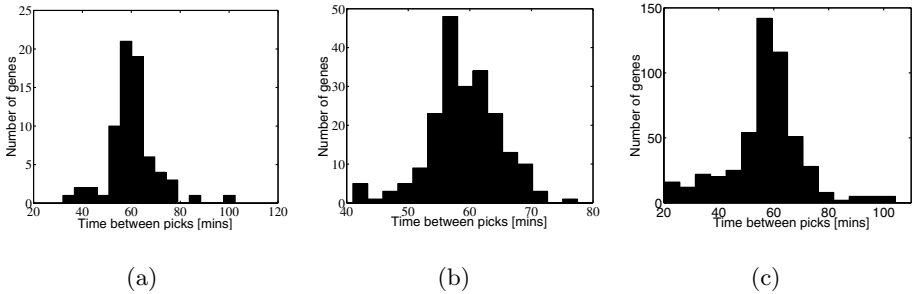 25
20
15
10
5
0
Number of genes
20 40 60 80 100 120
Time between picks [mins]
(a)
50
40
30
20
10
0
Number of genes
40 50 60 70 80
Time between picks [mins]
(b)
150
100
50
0
Number of genes
20 40 60 80 100
Time between picks [mins]
(c)